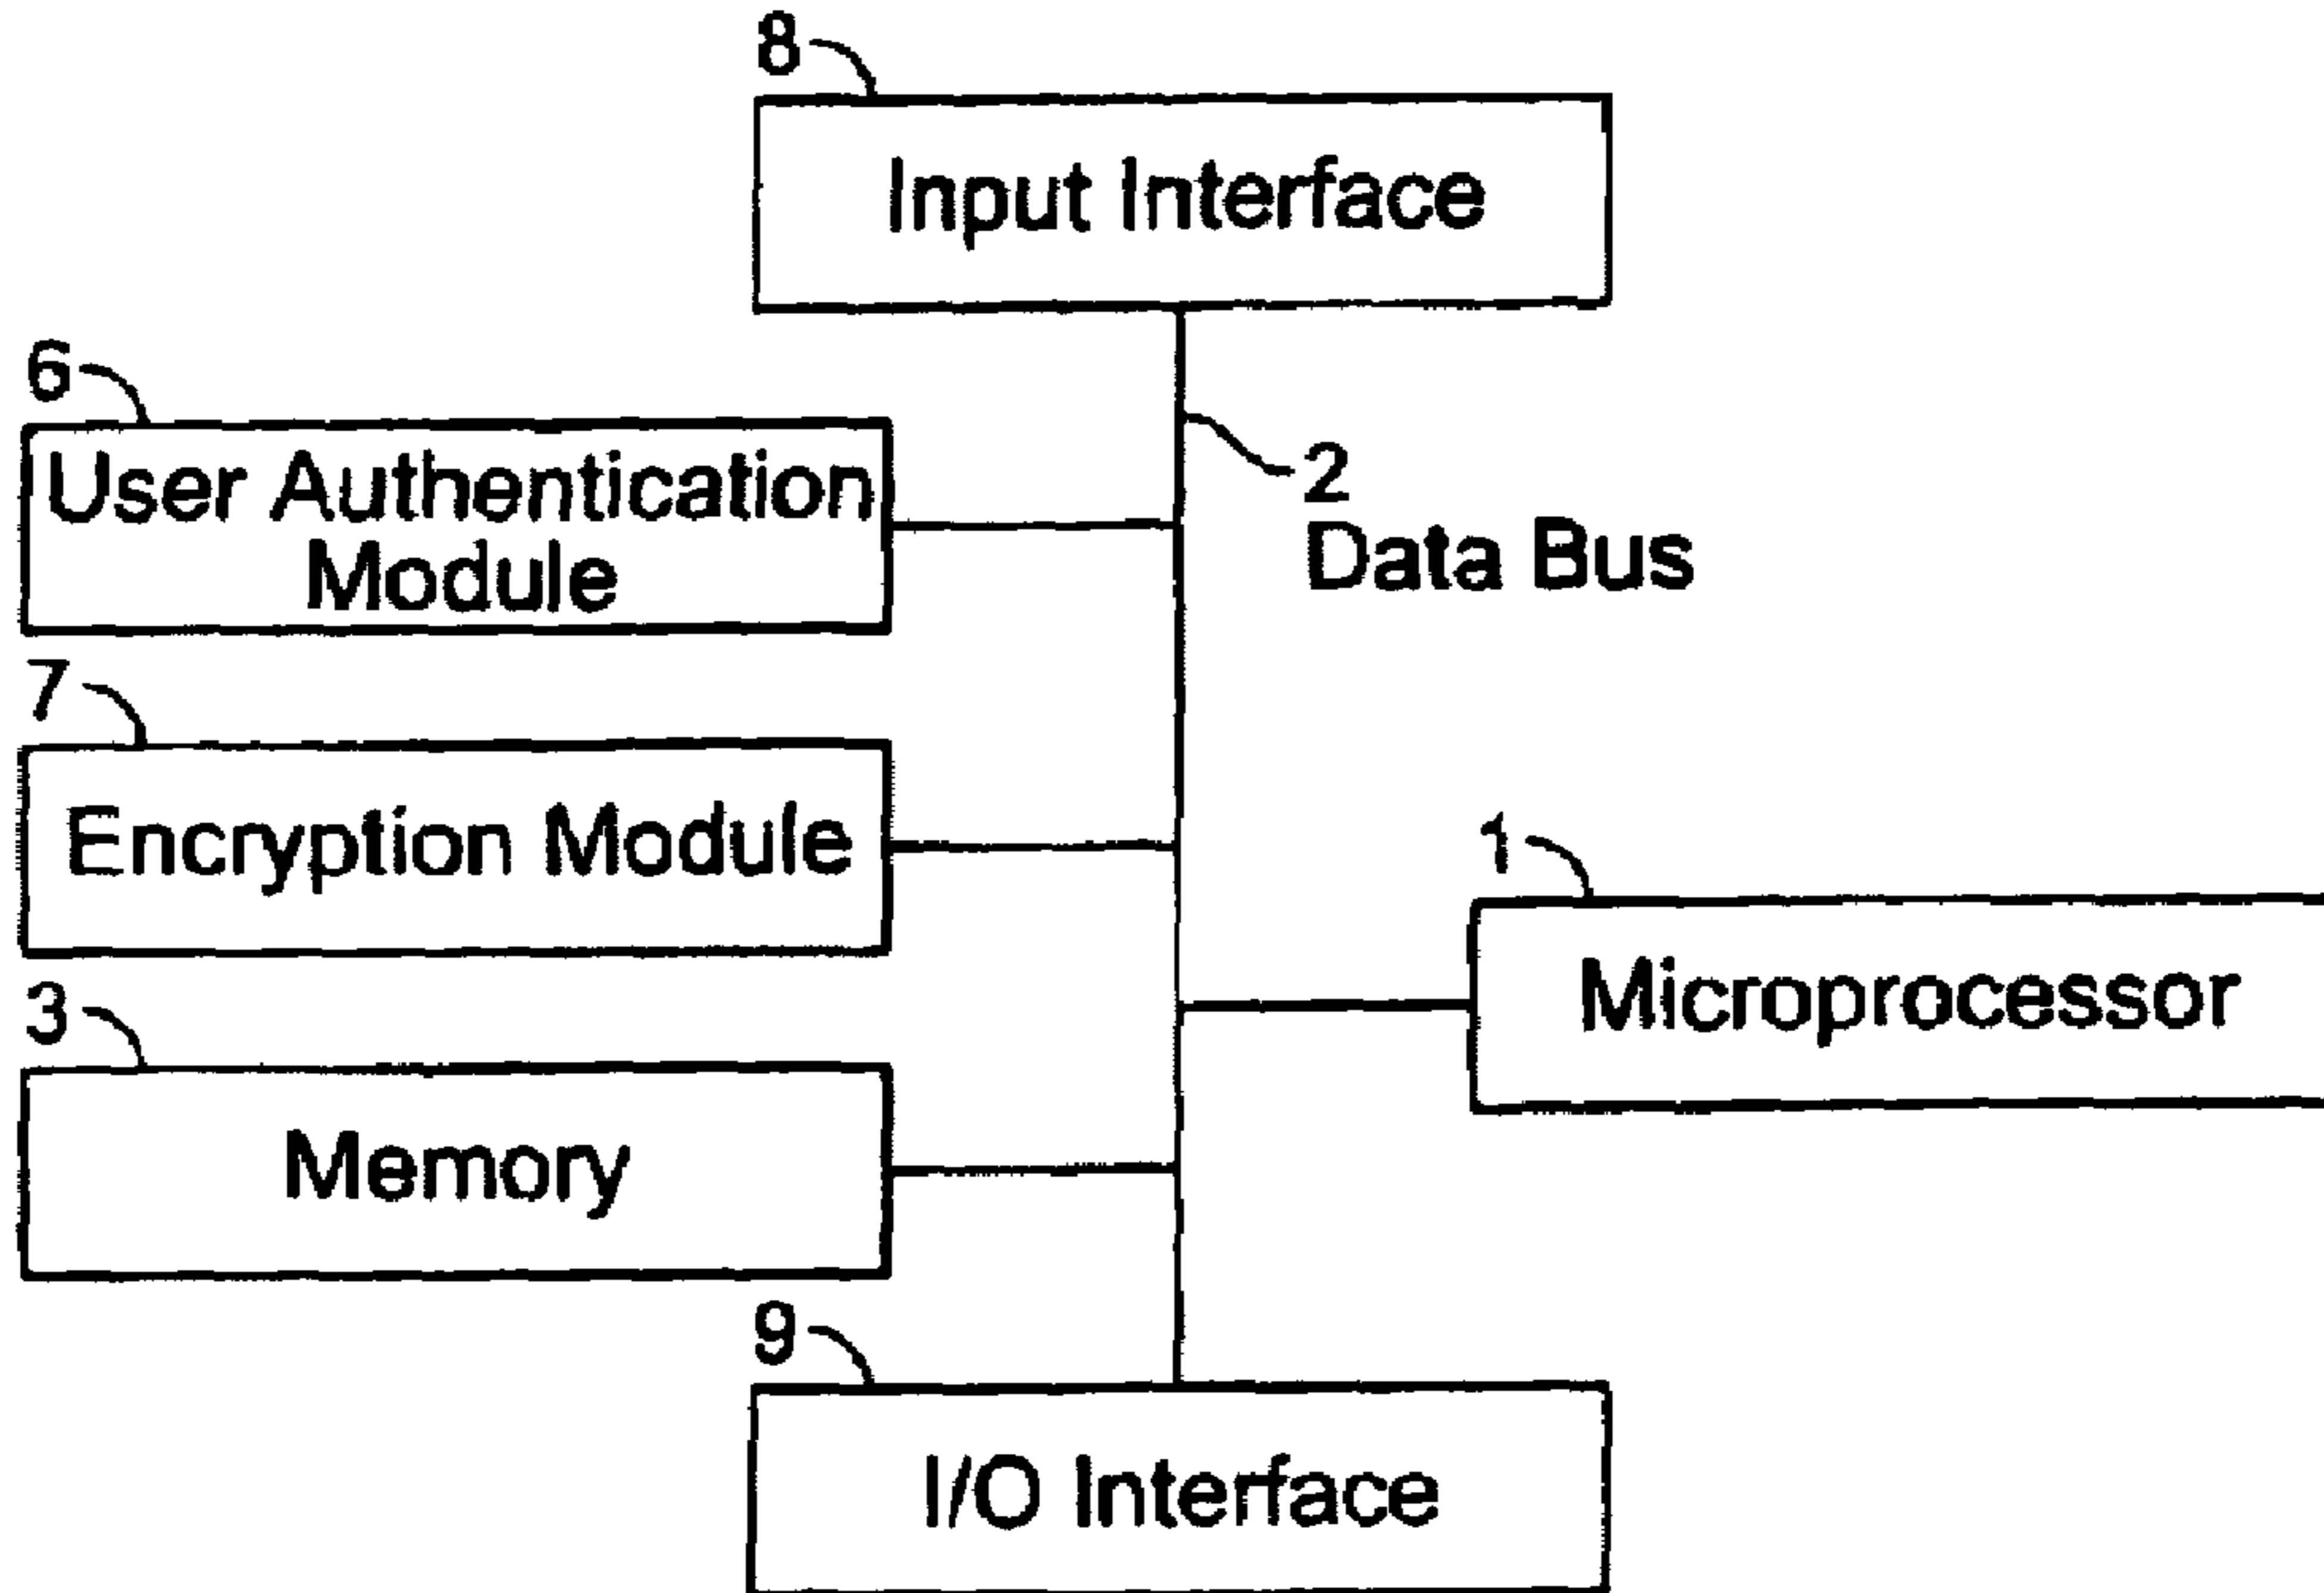 8
Input Interface
6
User Authentication
Module
2
Data Bus
7
Encryption Module
1
Microprocessor
3
Memory
9
I/O Interface